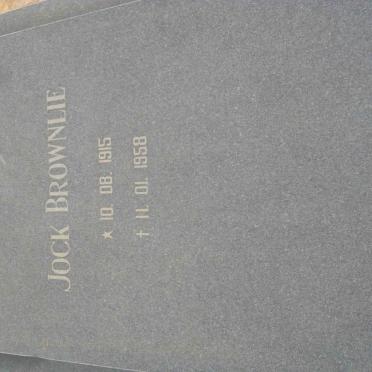 JOCK BROWNLIE
★ 10. 08. 1915
† 11. 01. 1958